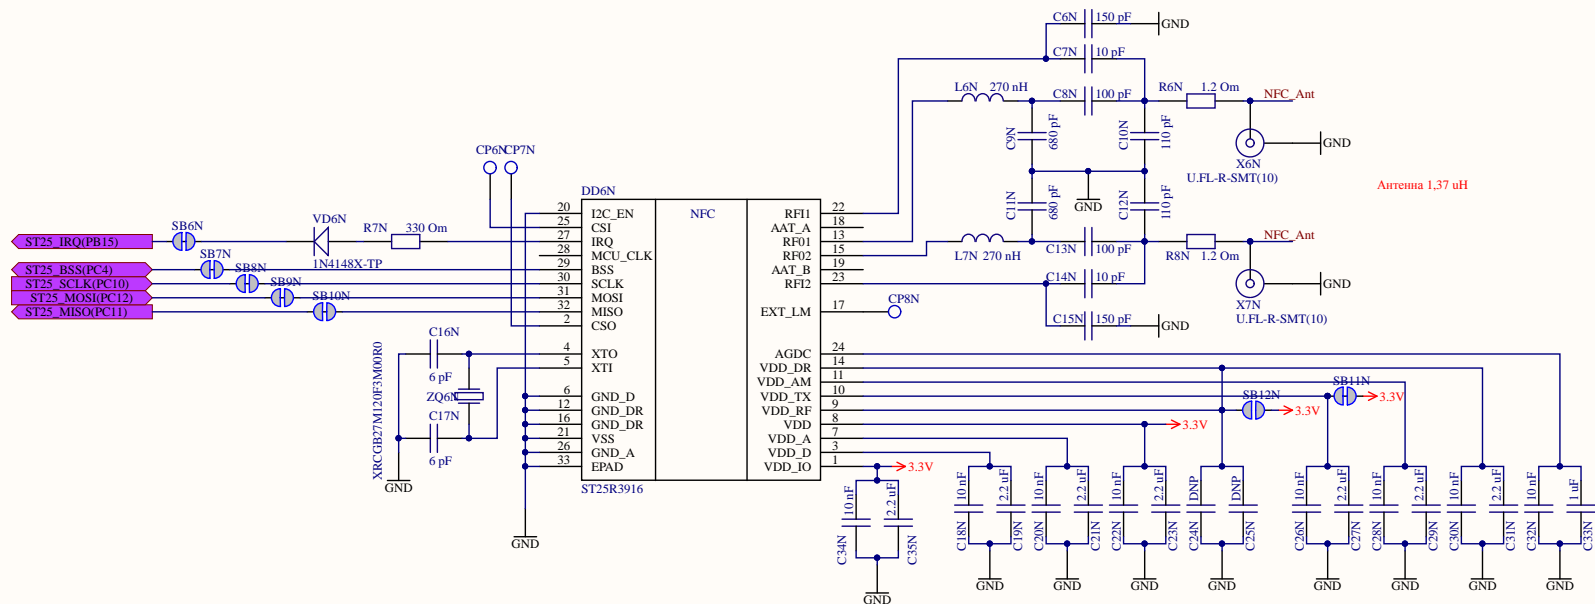 C6N 150 pF GND
C7N 10 pF
L6N 270 nH C8N 100 pF R6N 1.2 Om NFC_Ant
C9N 680 pF C10N 110 pF
X6N GND
U.FL-R-SMT(10)
Антенна 1,37 uH
CP6N CP7N
DD6N
NFC
C11N 680 pF GND C12N 110 pF
L7N 270 nH C13N 100 pF R8N 1.2 Om NFC_Ant
C14N 10 pF
X7N GND
U.FL-R-SMT(10)
C15N 150 pF GND
CP8N
ST25_IRQ(PB15) SB6N VD6N 1N4148X-TP R7N 330 Om
ST25_BSS(PC4) SB7N
ST25_SCLK(PC10) SB8N
ST25_MOSI(PC12) SB9N
ST25_MISO(PC11) SB10N
20 I2C_EN
25 CSI
27 IRQ
28 MCU_CLK
29 BSS
30 SCLK
31 MOSI
32 MISO
2 CSO
4 XTO
5 XTI
6 GND_D
12 GND_DR
16 GND_DR
21 VSS
26 GND_A
33 EPAD
RFI1 22
AAT_A 18
RF01 13
RF02 15
AAT_B 19
RFI2 23
EXT_LM 17
AGDC 24
VDD_DR 14
VDD_AM 11
VDD_TX 10
VDD_RF 9
VDD 8
VDD_A 7
VDD_D 3
VDD_IO 1
ST25R3916
XRCGB27M120F3M00R0
C16N
6 pF
ZQ6N
C17N
6 pF
GND
GND
SB11N 3.3V
SB12N 3.3V
3.3V
3.3V
C34N 10 nF C35N 2.2 uF GND
C18N 10 nF C19N 2.2 uF GND
C20N 10 nF C21N 2.2 uF GND
C22N 10 nF C23N 2.2 uF GND
C24N DNP C25N DNP GND
C26N 10 nF C27N 2.2 uF GND
C28N 10 nF C29N 2.2 uF GND
C30N 10 nF C31N 2.2 uF GND
C32N 10 nF C33N 1 uF GND